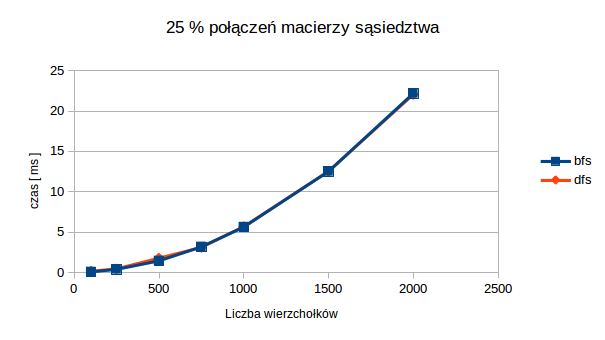 25 % połączeń macierzy sąsiedztwa
25
20
15
10
5
0
czas [ ms ]
0 500 1000 1500 2000 2500
Liczba wierzchołków
bfs
dfs